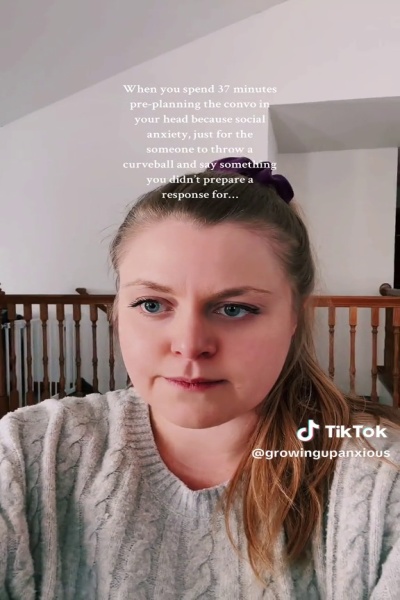 When you spend 37 minutes
pre-planning the convo in
your head because social
anxiety, just for the
someone to throw a
curveball and say something
you didn't prepare a
response for...
TikTok
@growingupanxious